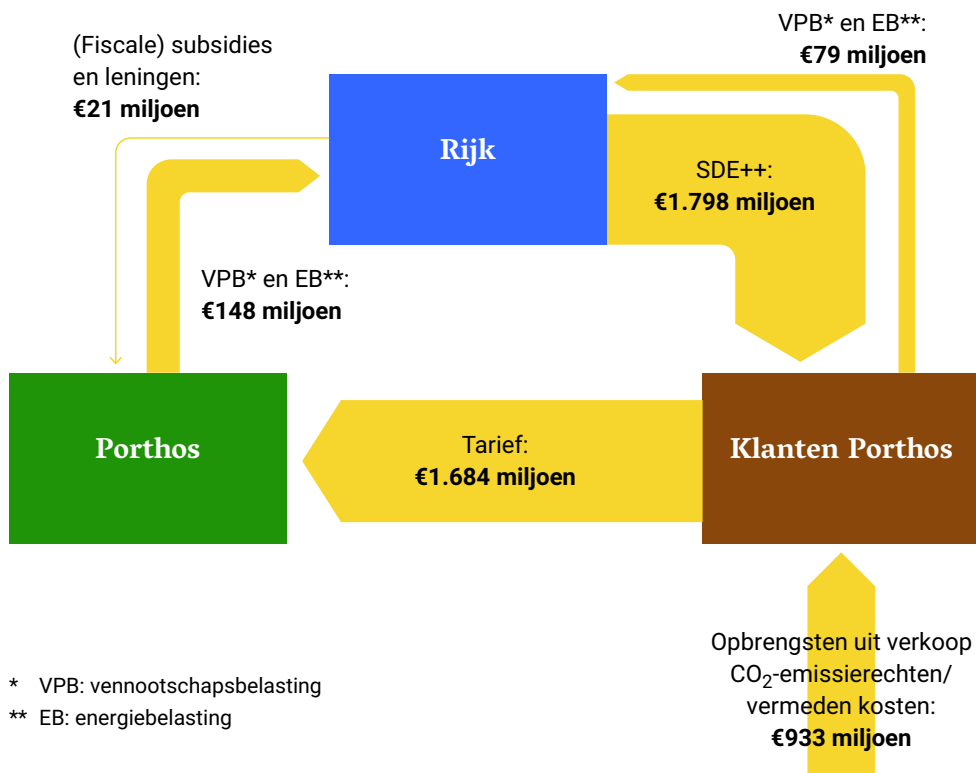 (Fiscale) subsidies
en leningen:
€21 miljoen
VPB* en EB**:
€79 miljoen
Rijk
SDE++:
€1.798 miljoen
VPB* en EB**:
€148 miljoen
Porthos
Tarief:
€1.684 miljoen
Klanten Porthos
Opbrengsten uit verkoop
CO₂-emissierechten/
vermeden kosten:
€933 miljoen
* VPB: vennootschapsbelasting
** EB: energiebelasting